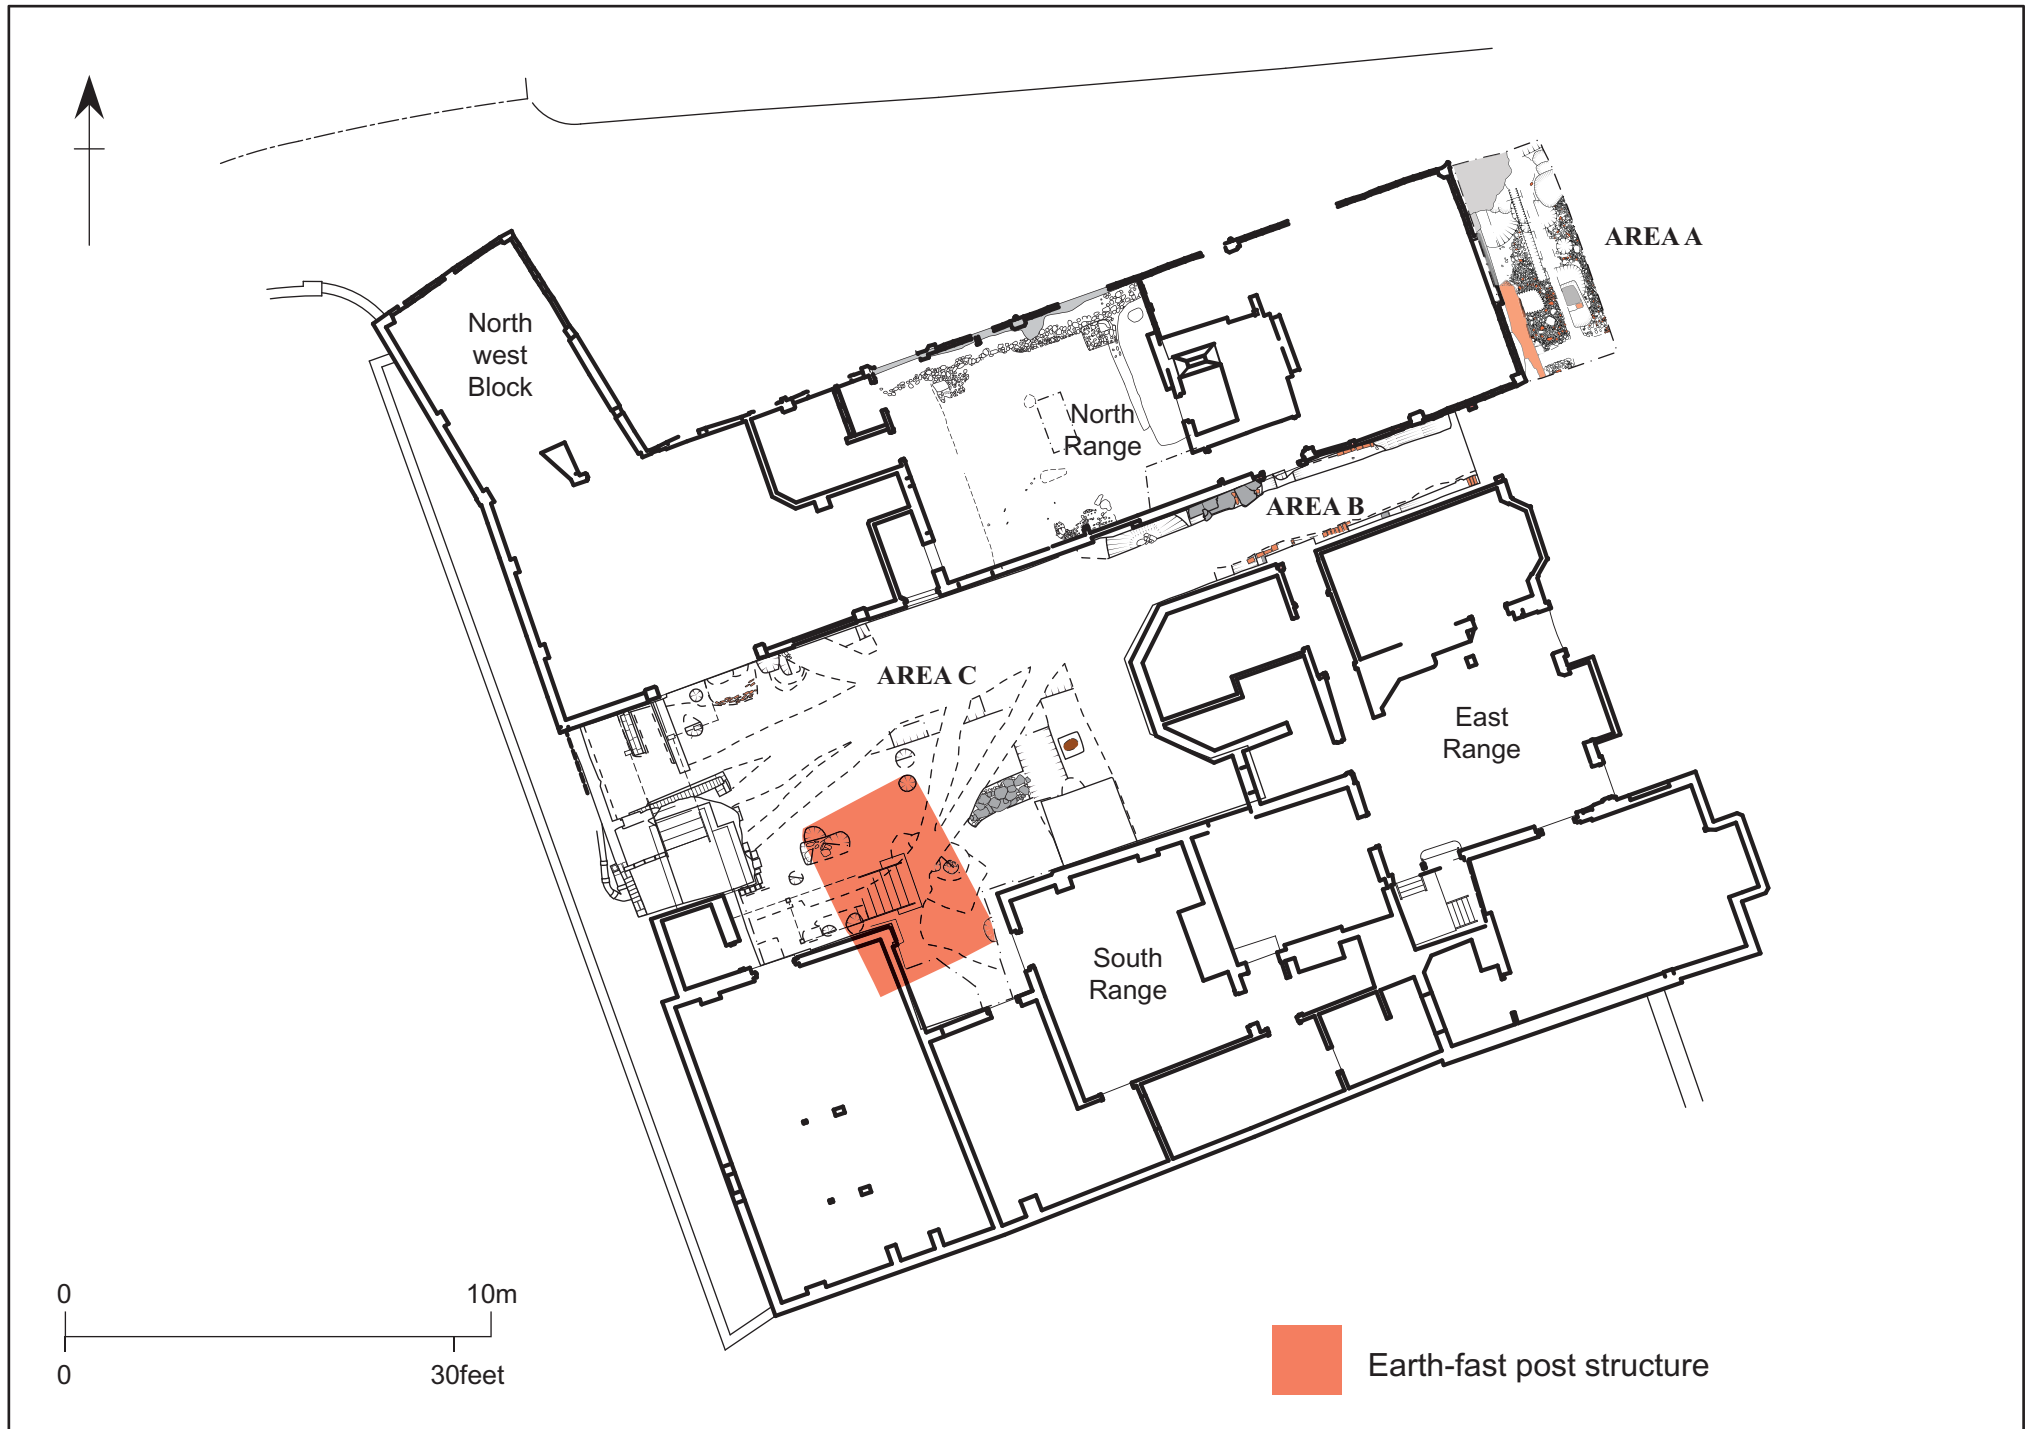 AREA A
North
west
Block
North
Range
AREA B
AREA C
East
Range
South
Range
0 10m
0 30feet
Earth-fast post structure